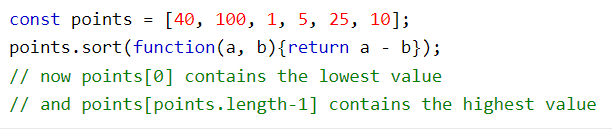 const points = [40, 100, 1, 5, 25, 10];
points.sort(function(a, b){return a - b});
// now points[0] contains the lowest value
// and points[points.length-1] contains the highest value